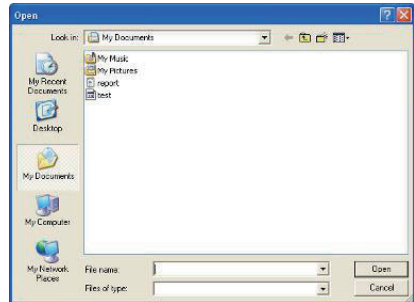 Open
Look in:
My Documents
My Recent
Documents
Desktop
My Documents
My Computer
My Network
Places
My Music
My Pictures
report
test
File name:
Open
Files of type:
Cancel